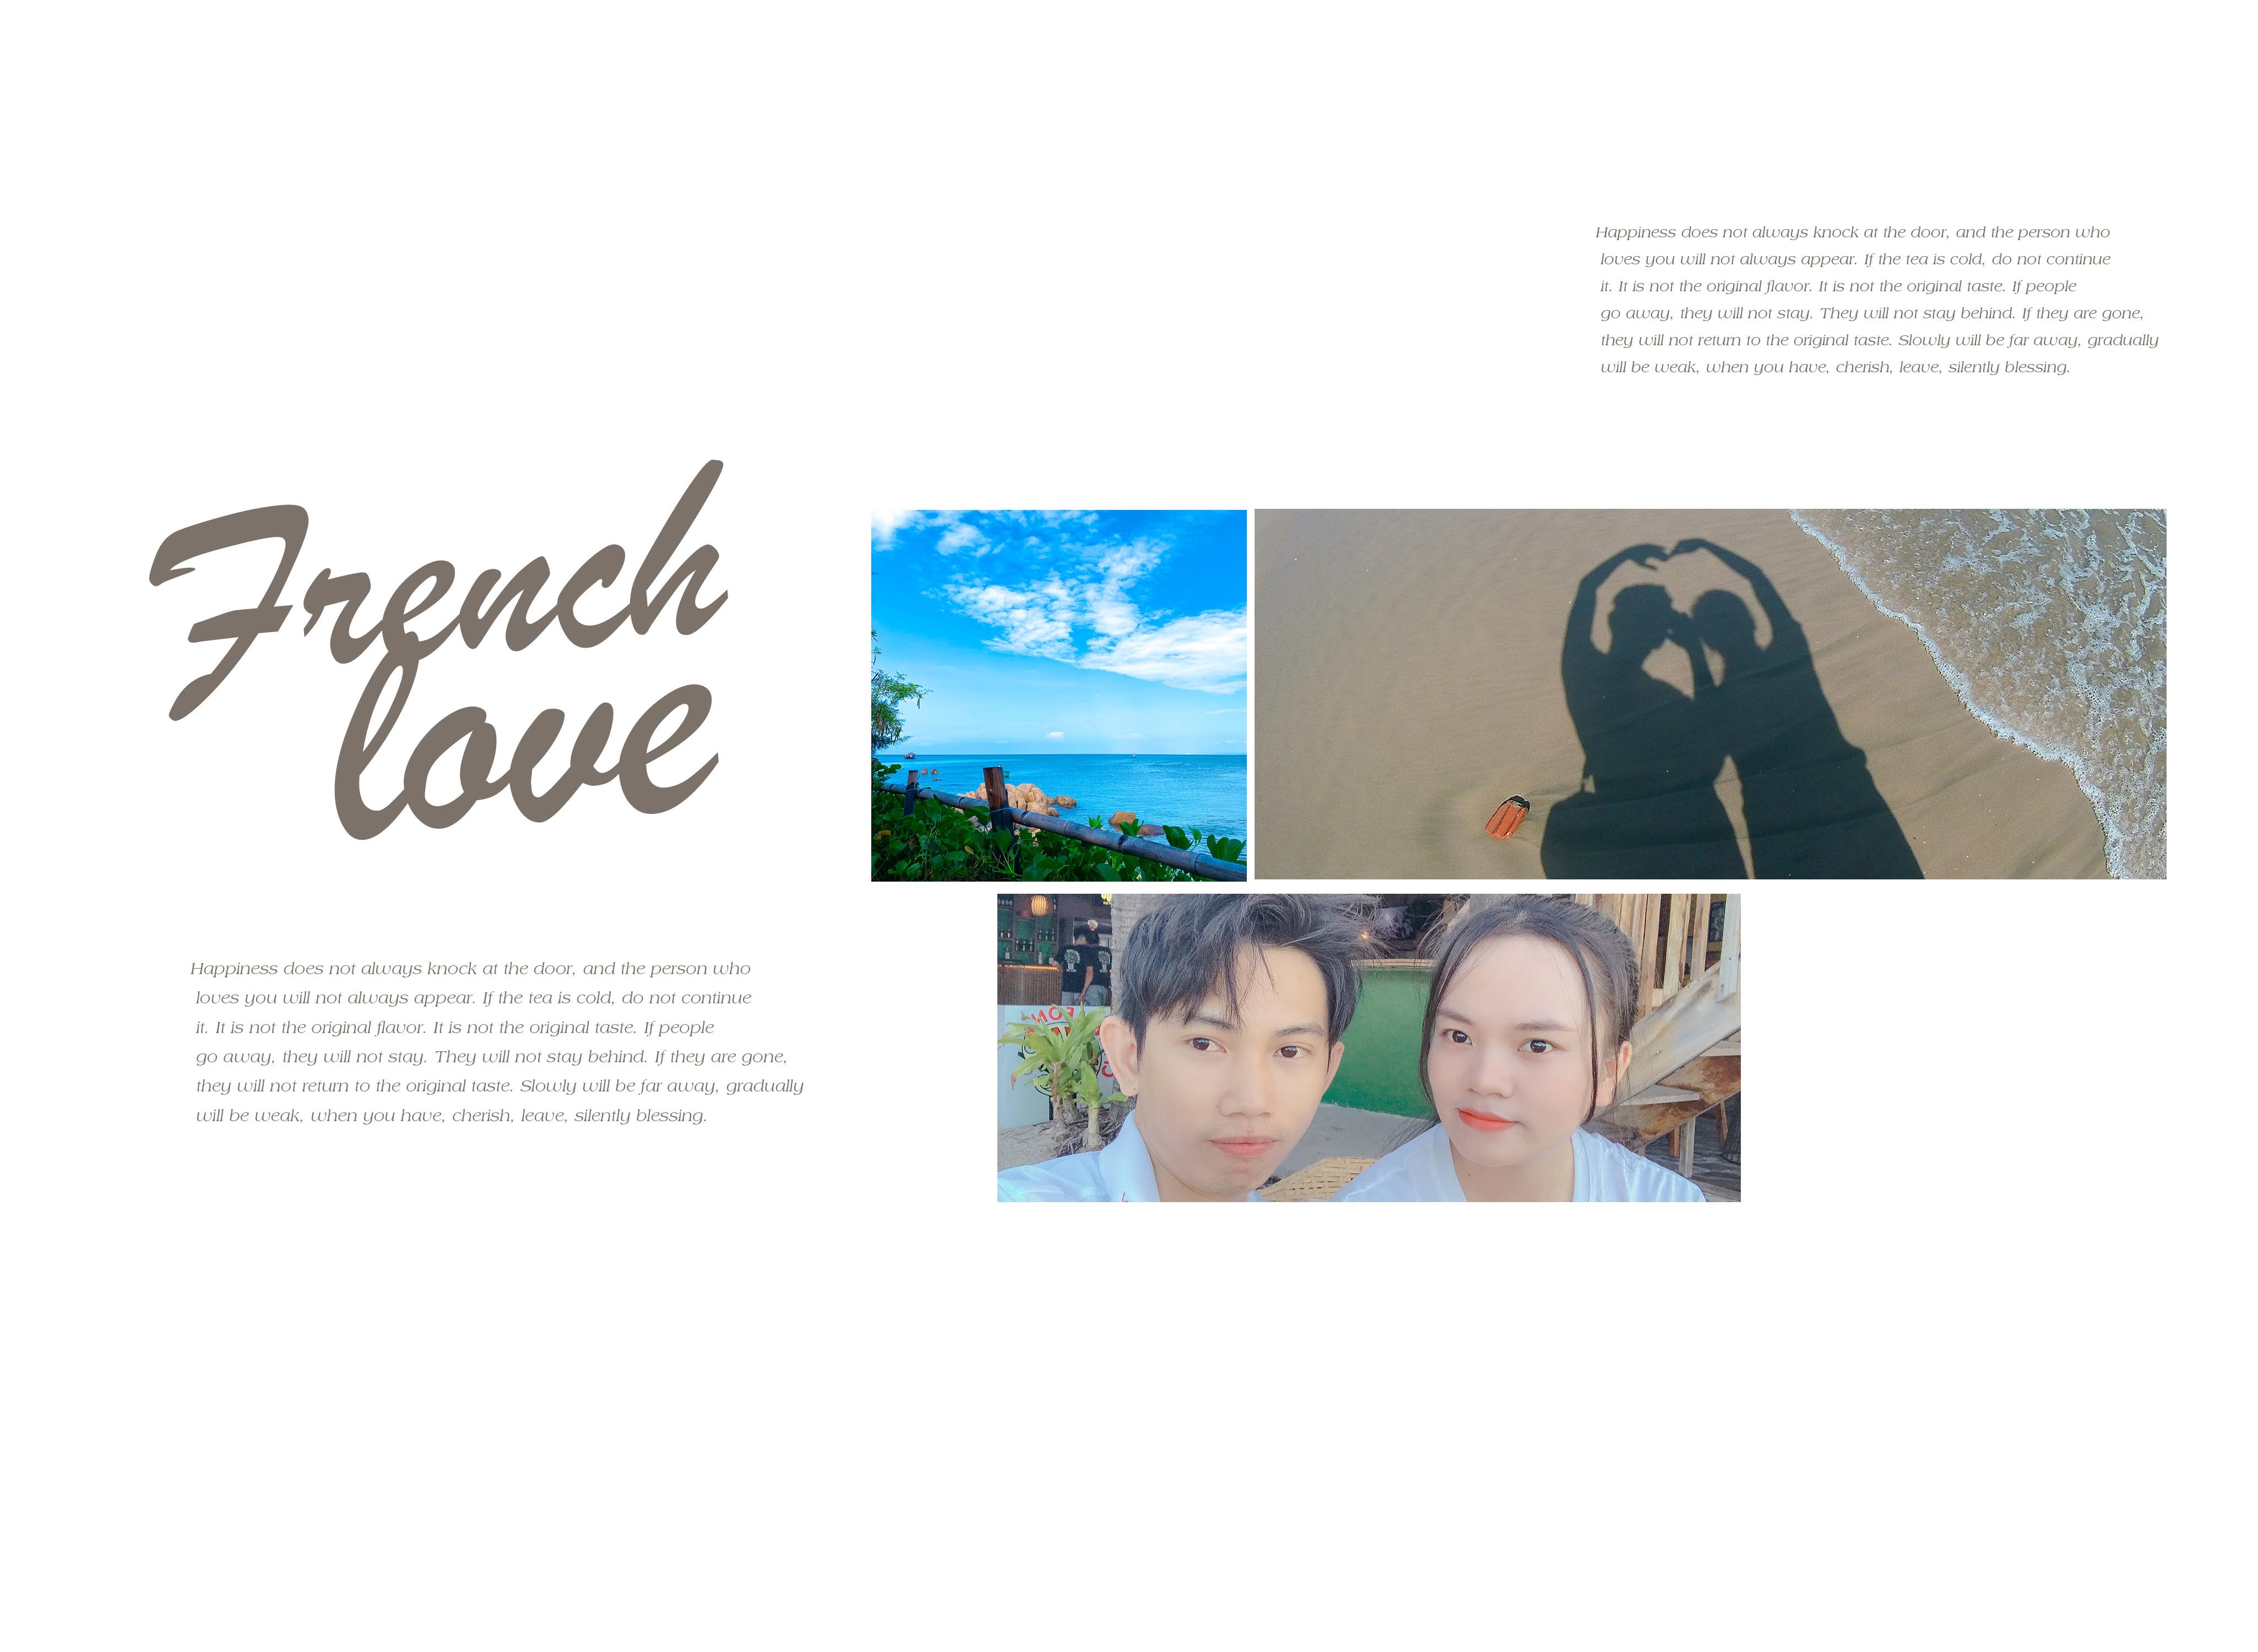 Happiness does not always knock at the door, and the person who
loves you will not always appear. If the tea is cold, do not continue
it. It is not the original flavor. It is not the original taste. If people
go away, they will not stay. They will not stay behind. If they are gone,
they will not return to the original taste. Slowly will be far away, gradually
will be weak, when you have, cherish, leave, silently blessing.
French
love
Happiness does not always knock at the door, and the person who
loves you will not always appear. If the tea is cold, do not continue
it. It is not the original flavor. It is not the original taste. If people
go away, they will not stay. They will not stay behind. If they are gone,
they will not return to the original taste. Slowly will be far away, gradually
will be weak, when you have, cherish, leave, silently blessing.